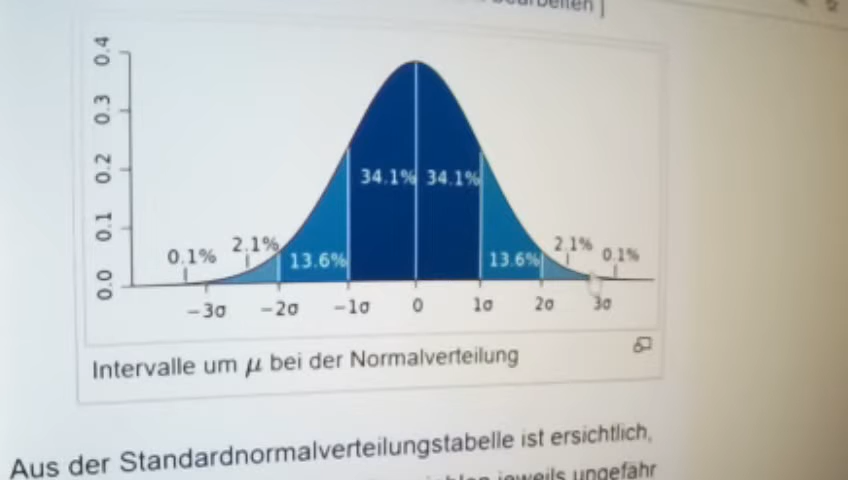 bearbeiten ]
0.4
0.3
0.2
0.1
0.0
34.1% 34.1%
0.1% 2.1% 13.6% 13.6% 2.1% 0.1%
−3σ −2σ −1σ 0 1σ 2σ 3σ
Intervalle um μ bei der Normalverteilung
Aus der Standardnormalverteilungstabelle ist ersichtlich,
jeweils ungefähr